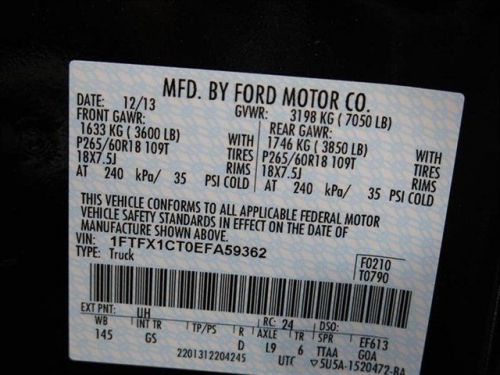 MFD. BY FORD MOTOR CO.
DATE: 12/13 GVWR: 3198 KG ( 7050 LB)
FRONT GAWR: REAR GAWR:
1633 KG ( 3600 LB) 1746 KG ( 3850 LB)
P265/60R18 109T WITH TIRES P265/60R18 109T WITH TIRES
18X7.5J RIMS 18X7.5J RIMS
AT 240 kPa/ 35 PSI COLD AT 240 kPa/ 35 PSI COLD
THIS VEHICLE CONFORMS TO ALL APPLICABLE FEDERAL MOTOR
VEHICLE SAFETY STANDARDS IN EFFECT ON THE DATE OF
MANUFACTURE SHOWN ABOVE.
VIN: 1FTFX1CT0EFA59362 F0210
TYPE: Truck T0790
EXT PNT: UH RC: 24 DSO:
WB INT TR TP/PS R AXLE TR SPR EF613
145 GS D L9 6 TTAA GOA
2201312204245 UTC ▽5U5A-1520472-BA